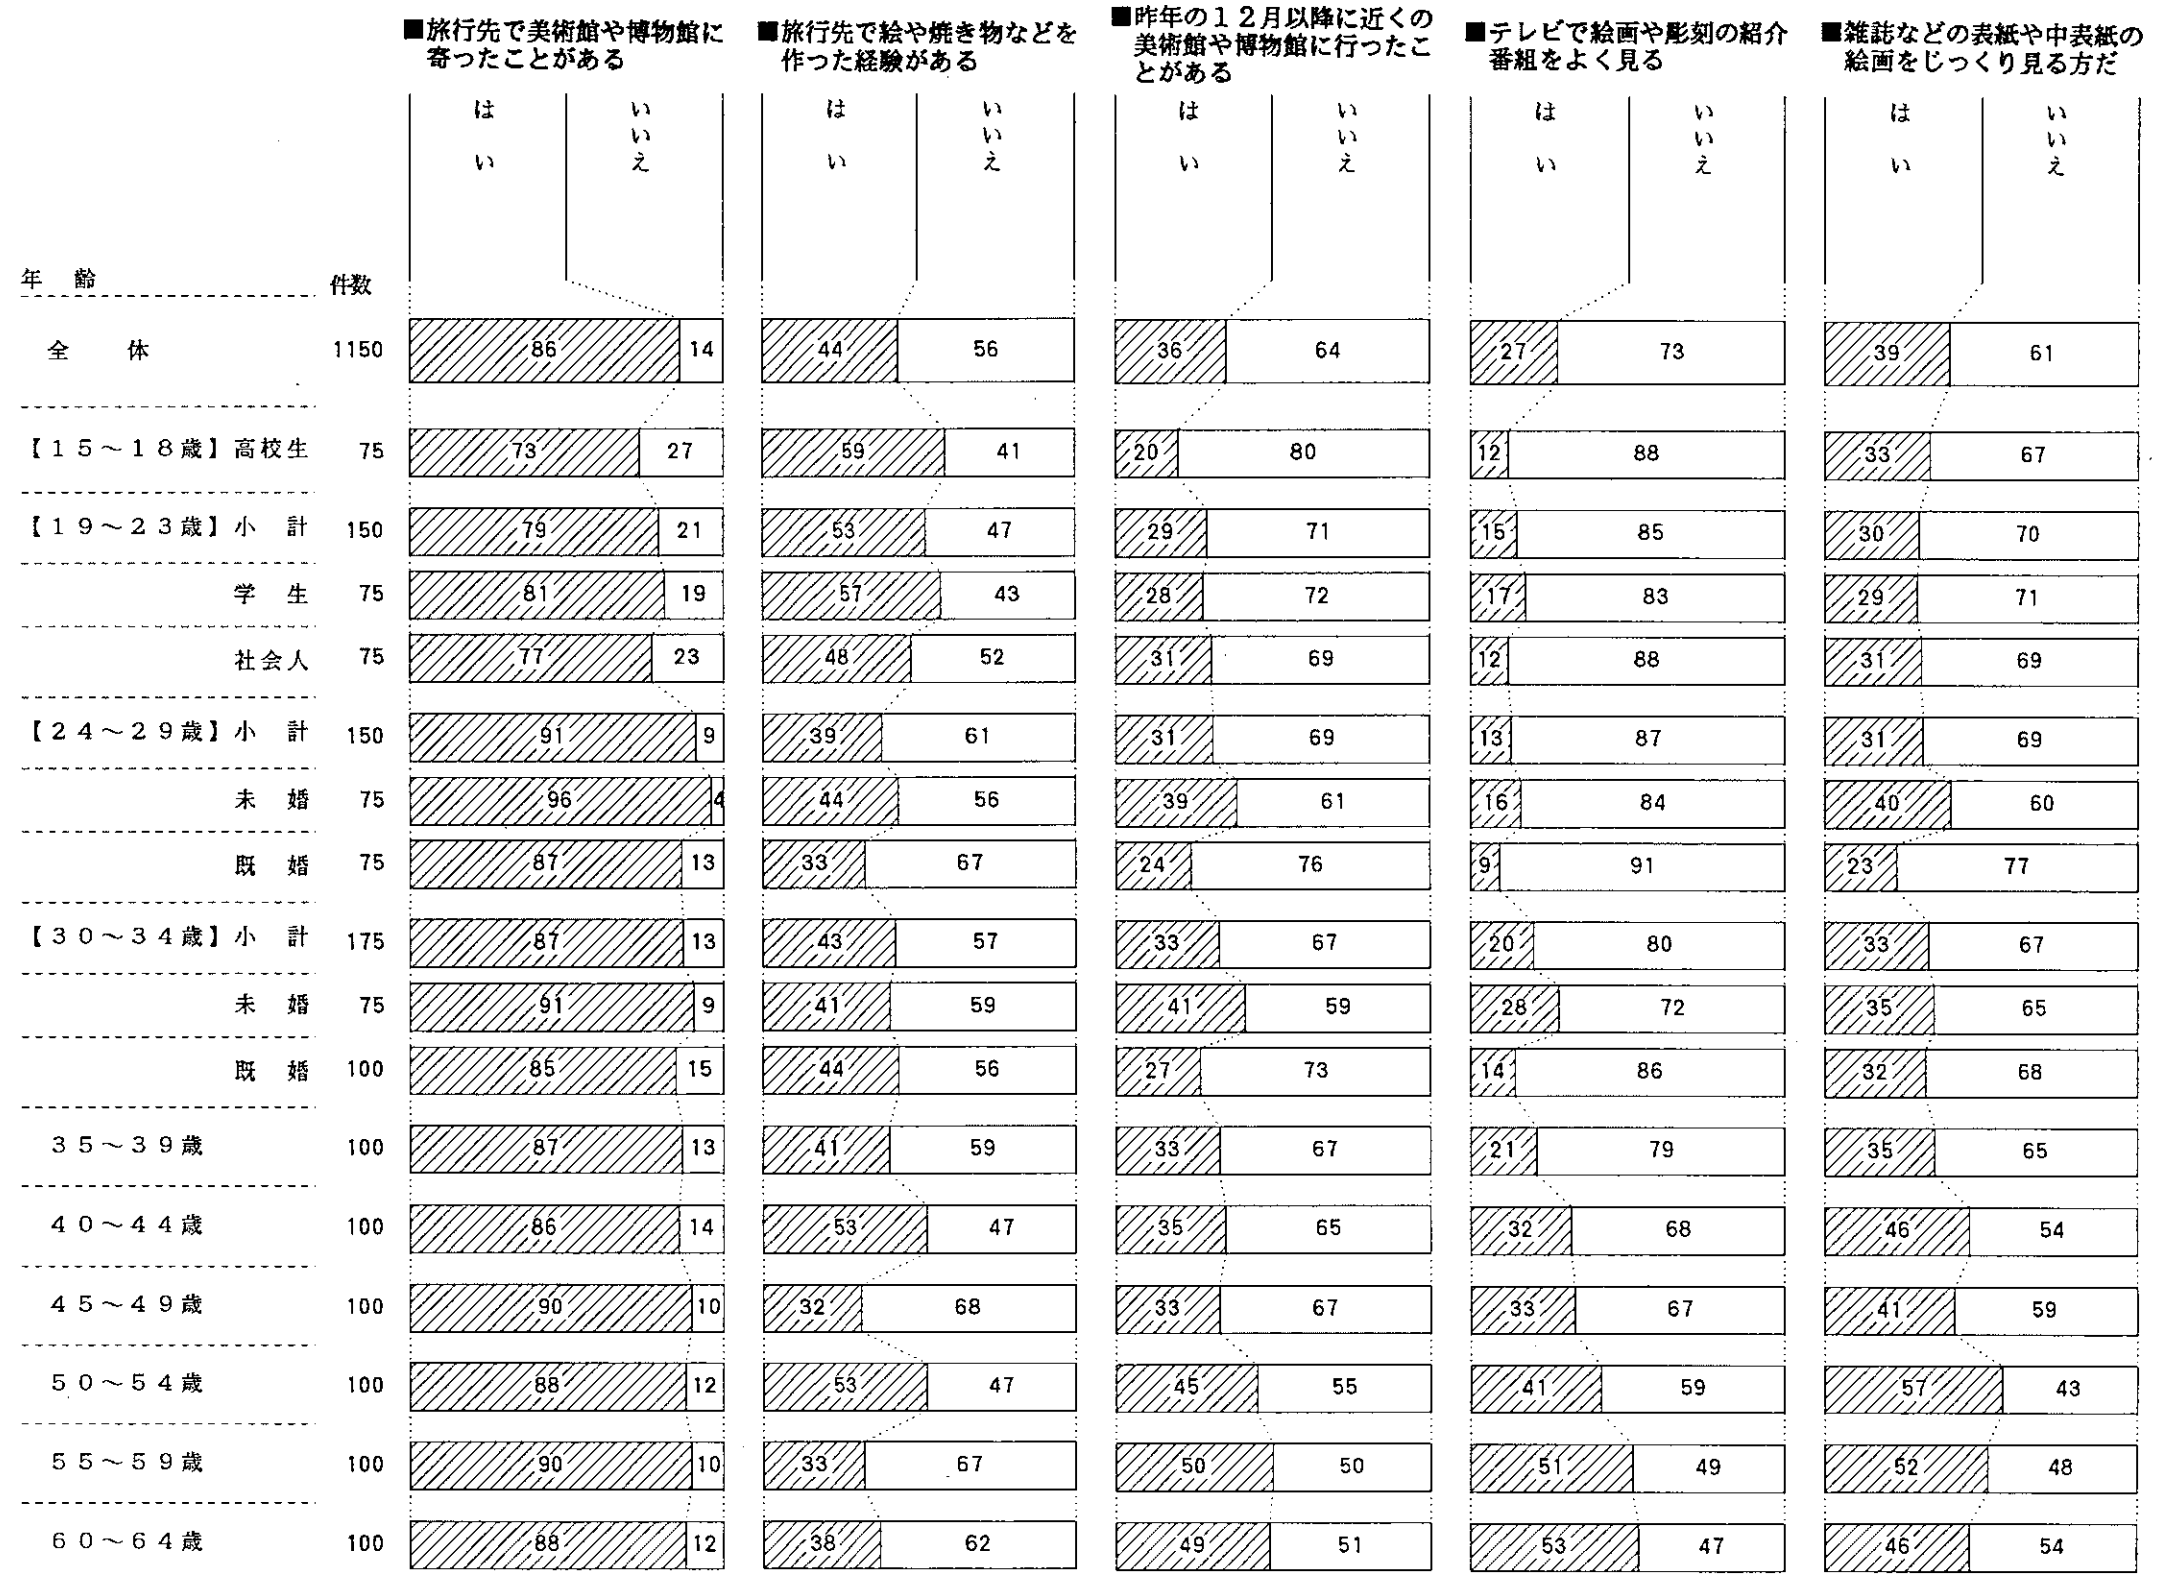 ■旅行先で美術館や博物館に
寄ったことがある
■旅行先で絵や焼き物などを
作った経験がある
■昨年の12月以降に近くの
美術館や博物館に行ったこ
とがある
■テレビで絵画や彫刻の紹介
番組をよく見る
■雑誌などの表紙や中表紙の
絵画をじっくり見る方だ
はい いいえ はい いいえ はい いいえ はい いいえ はい いいえ
年 齢 件数
全 体 1150 86 14 44 56 36 64 27 73 39 61
【15~18歳】高校生 75 73 27 59 41 20 80 12 88 33 67
【19~23歳】小 計 150 79 21 53 47 29 71 15 85 30 70
学 生 75 81 19 57 43 28 72 17 83 29 71
社会人 75 77 23 48 52 31 69 12 88 31 69
【24~29歳】小 計 150 91 9 39 61 31 69 13 87 31 69
未 婚 75 96 4 44 56 39 61 16 84 40 60
既 婚 75 87 13 33 67 24 76 9 91 23 77
【30~34歳】小 計 175 87 13 43 57 33 67 20 80 33 67
未 婚 75 91 9 41 59 41 59 28 72 35 65
既 婚 100 85 15 44 56 27 73 14 86 32 68
35~39歳 100 87 13 41 59 33 67 21 79 35 65
40~44歳 100 86 14 53 47 35 65 32 68 46 54
45~49歳 100 90 10 32 68 33 67 33 67 41 59
50~54歳 100 88 12 53 47 45 55 41 59 57 43
55~59歳 100 90 10 33 67 50 50 51 49 52 48
60~64歳 100 88 12 38 62 49 51 53 47 46 54